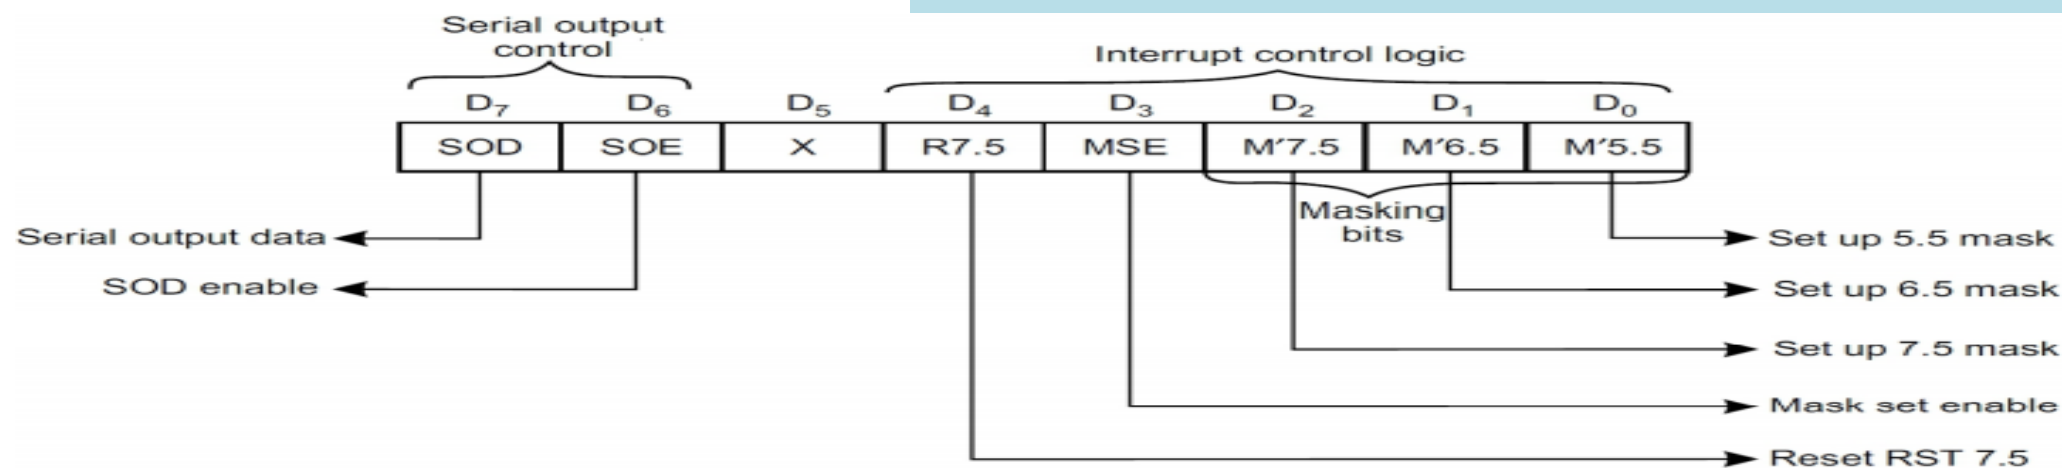 Serial output
control
Interrupt control logic
D₇ D₆ D₅ D₄ D₃ D₂ D₁ D₀
SOD SOE X R7.5 MSE M′7.5 M′6.5 M′5.5
Masking
bits
Serial output data
Set up 5.5 mask
SOD enable
Set up 6.5 mask
Set up 7.5 mask
Mask set enable
Reset RST 7.5